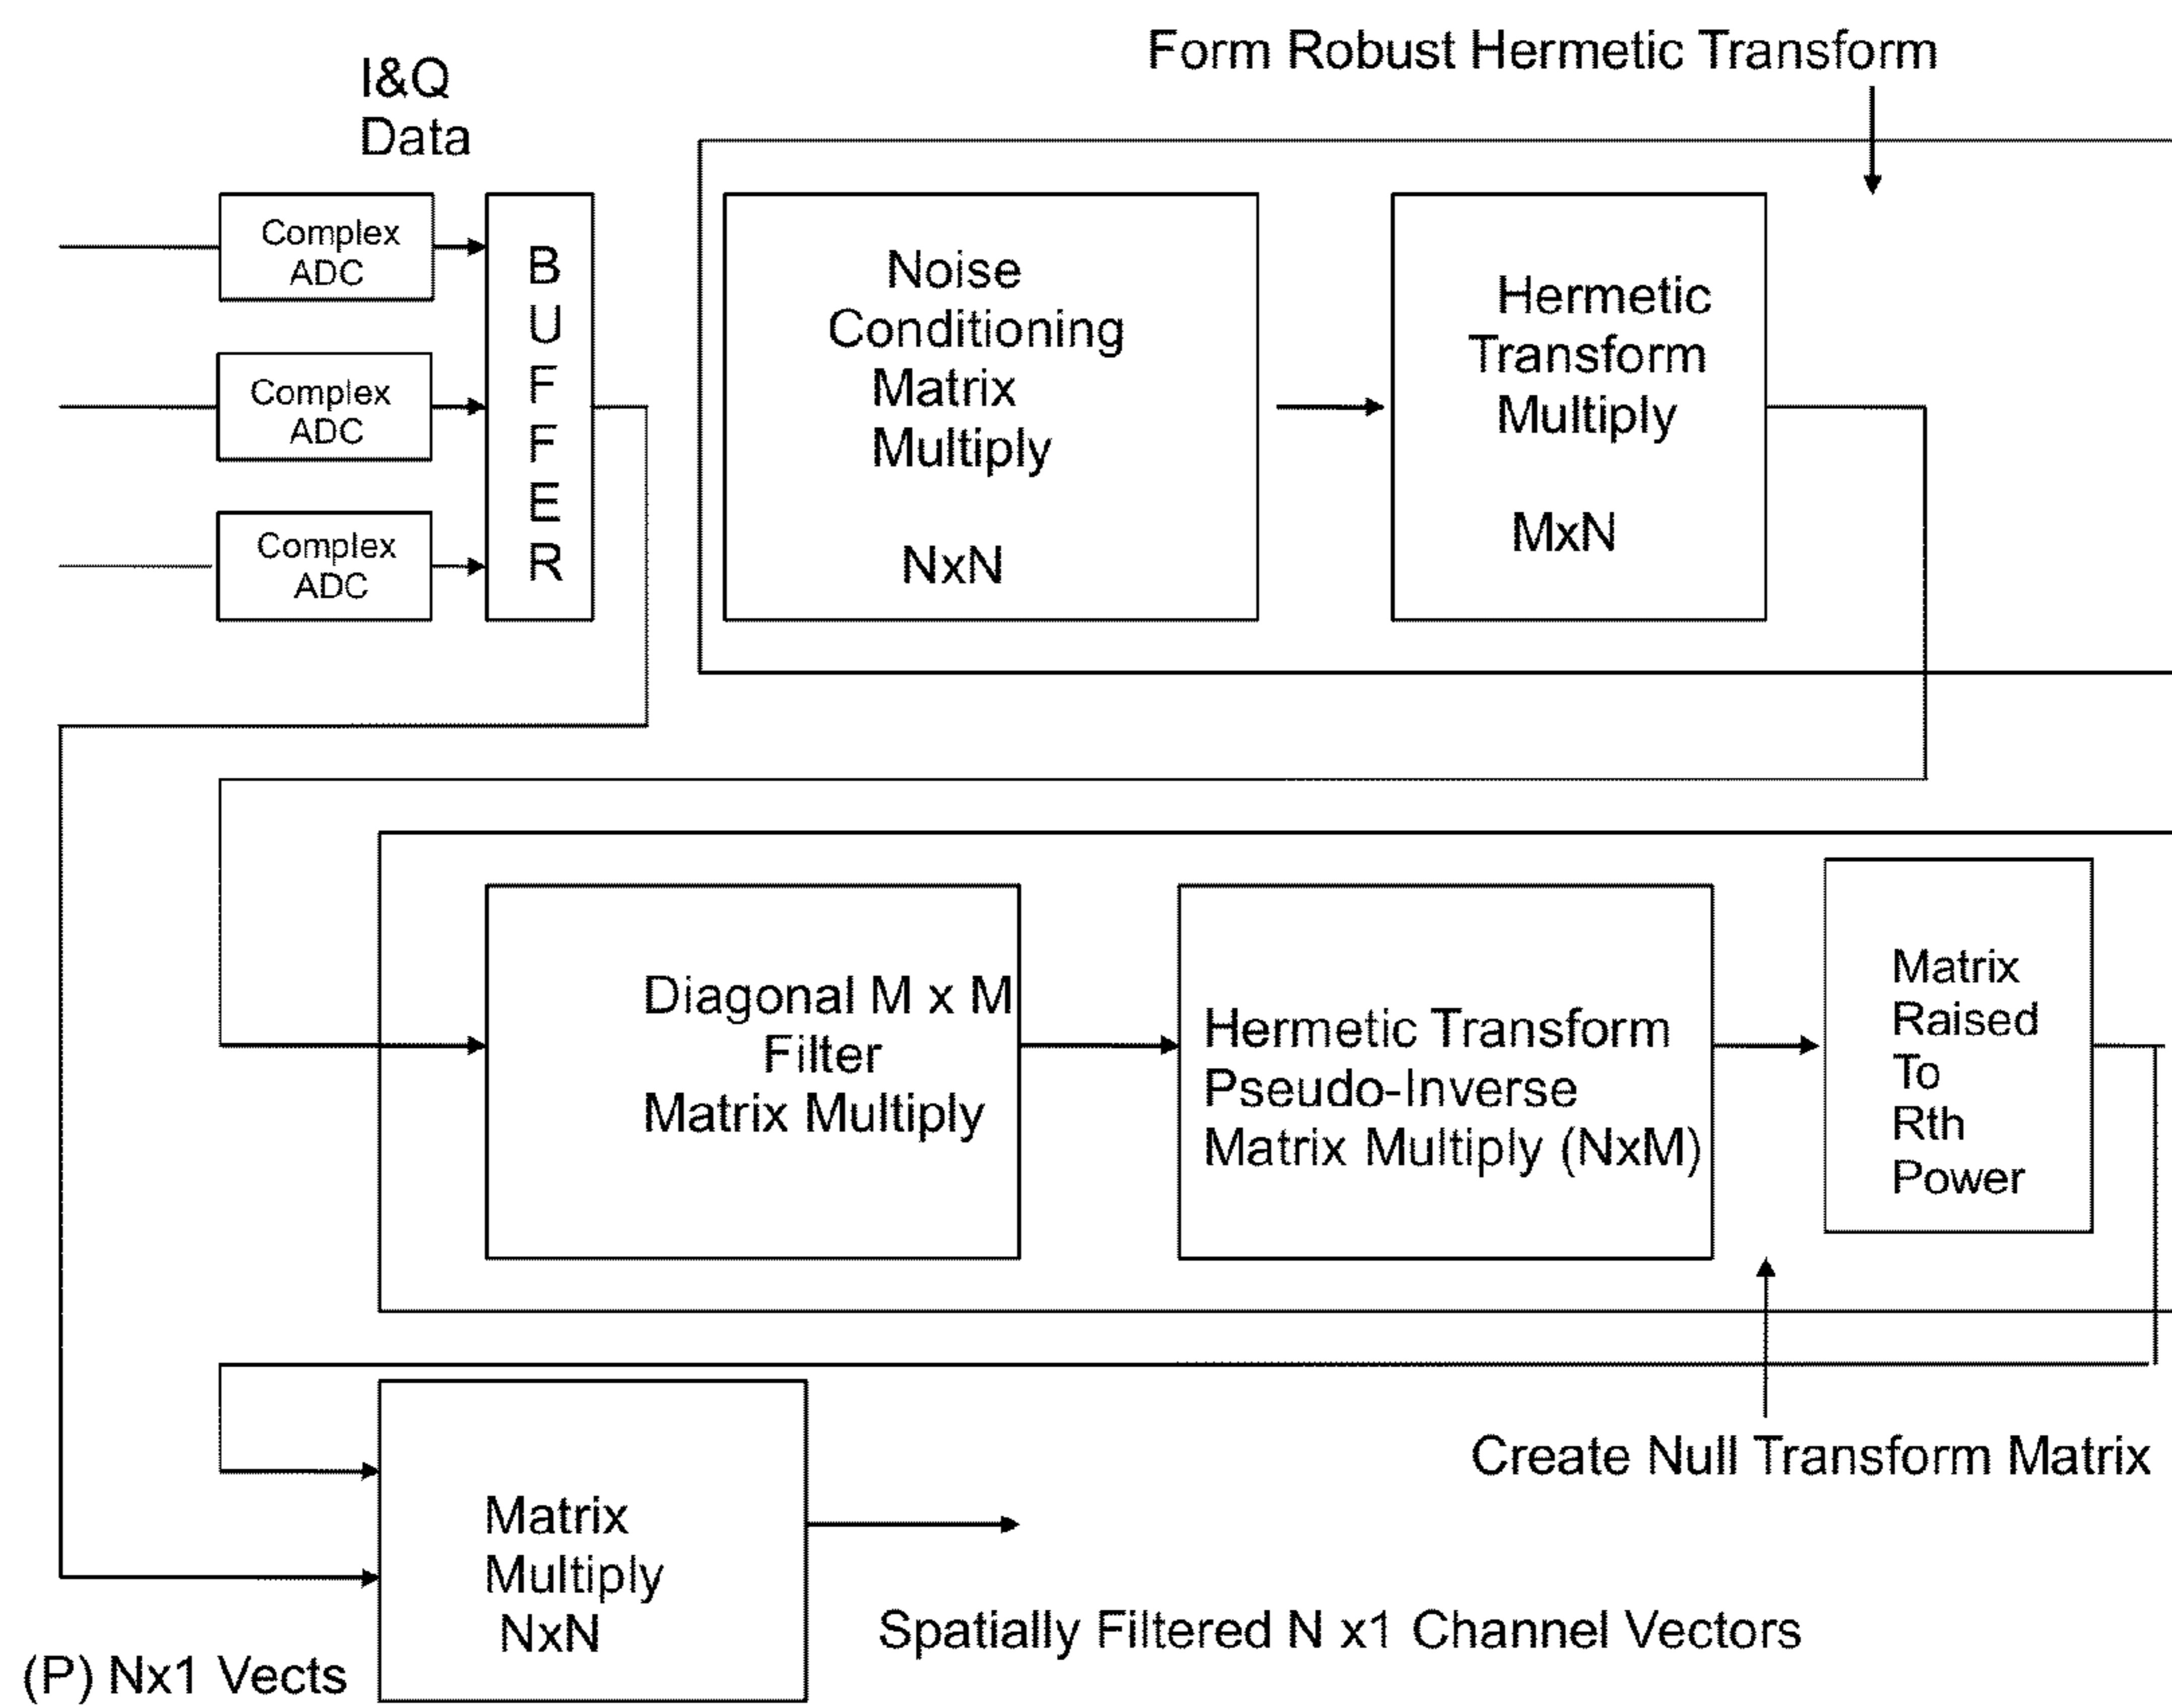 Form Robust Hermetic Transform
I&Q
Data
Complex
ADC
Complex
ADC
Complex
ADC
B
U
F
F
E
R
Noise
Conditioning
Matrix
Multiply
NxN
Hermetic
Transform
Multiply
MxN
Diagonal M x M
Filter
Matrix Multiply
Hermetic Transform
Pseudo-Inverse
Matrix Multiply (NxM)
Matrix
Raised
To
Rth
Power
Create Null Transform Matrix
Matrix
Multiply
NxN
Spatially Filtered N x1 Channel Vectors
(P) Nx1 Vects